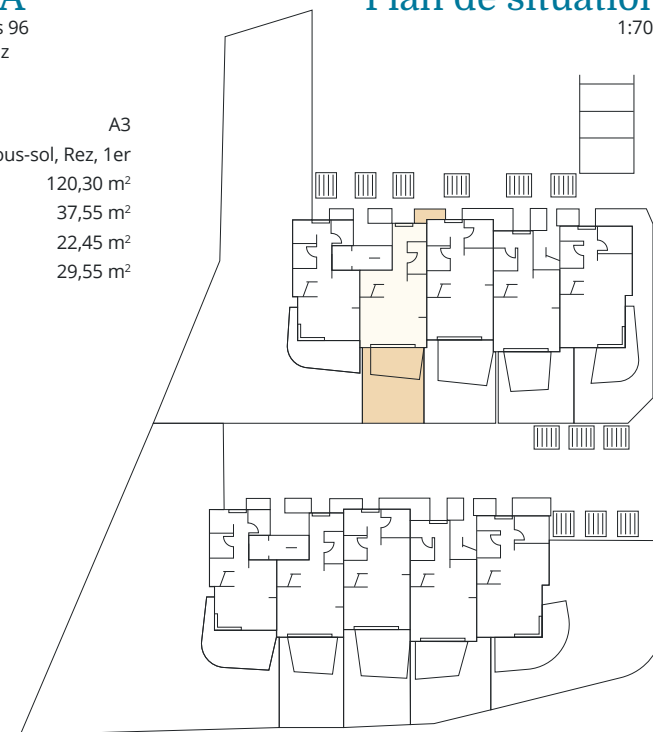 A
Plan de situation
s 96
1:70
z
A3
ous-sol, Rez, 1er
120,30 m²
37,55 m²
22,45 m²
29,55 m²